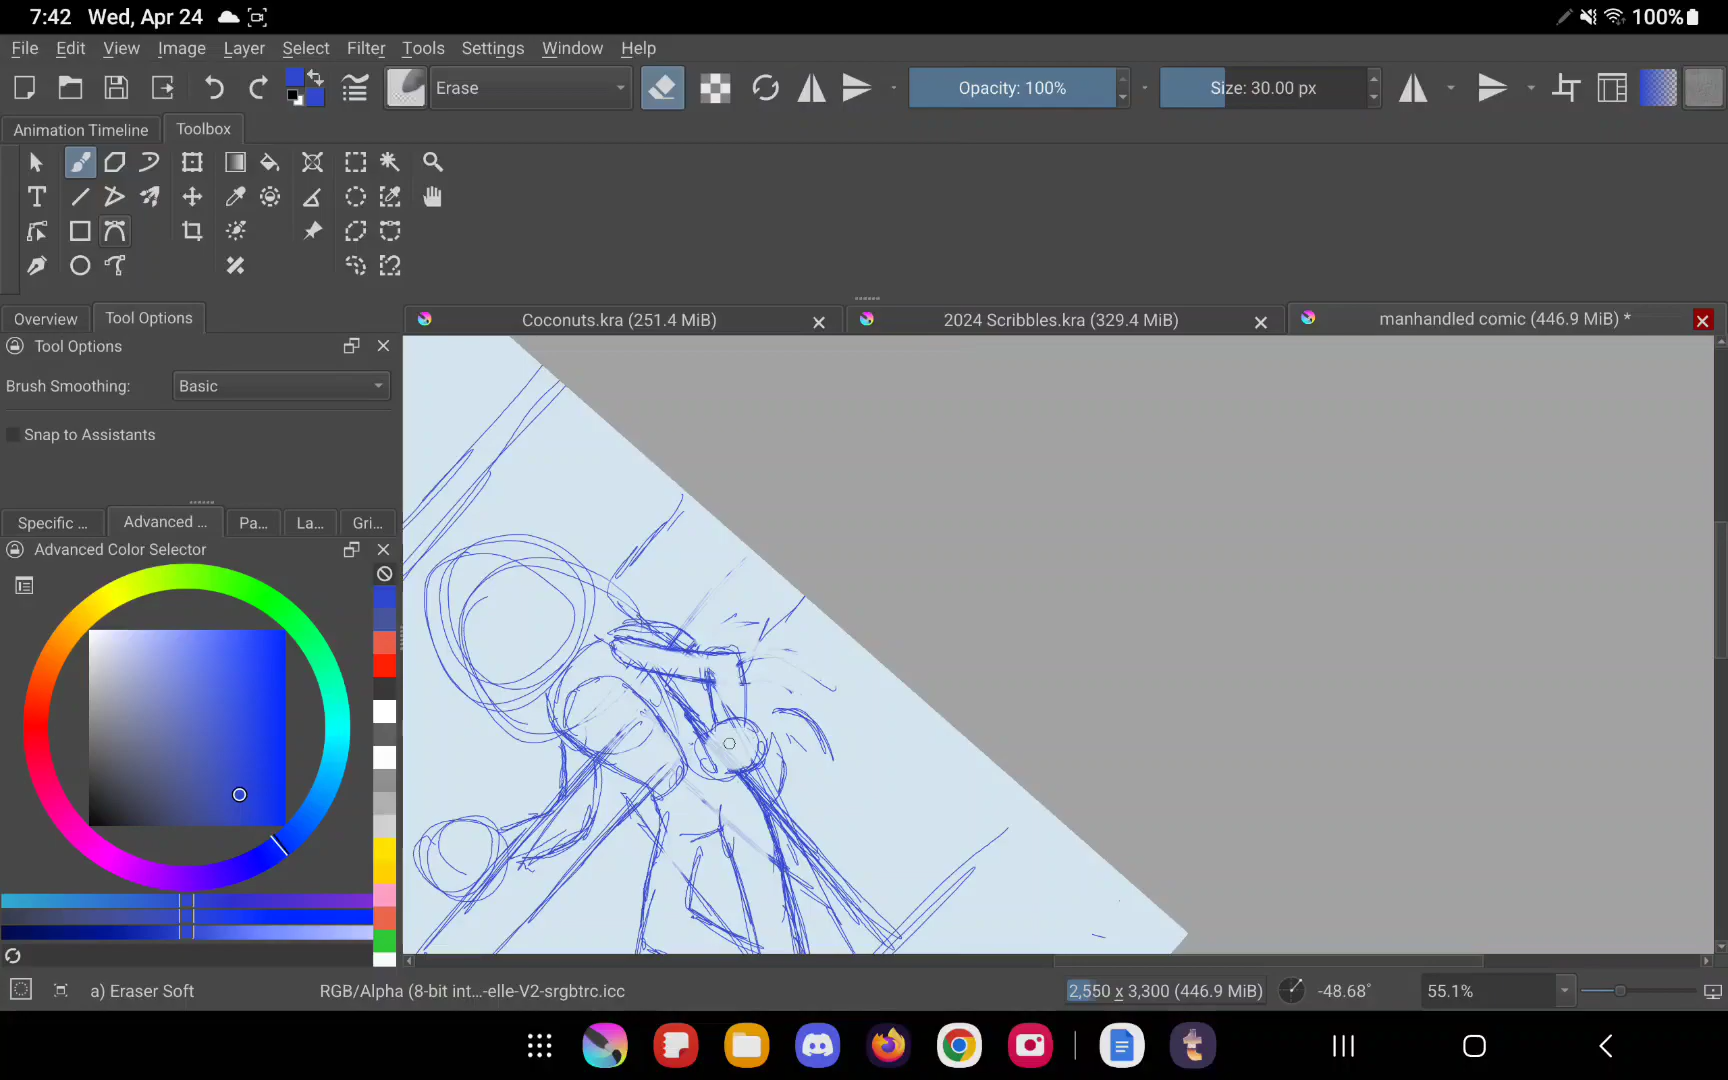 7:42 Wed, Apr 24 100%
File Edit View Image Layer Select Filter Tools Settings Window Help
Erase Opacity: 100% Size: 30.00 px
Animation Timeline Toolbox
Overview Tool Options Coconuts.kra (251.4 MiB) 2024 Scribbles.kra (329.4 MiB) manhandled comic (446.9 MiB) *
Tool Options
Brush Smoothing: Basic
Snap to Assistants
Specific ... Advanced ... Pa... La... Gri...
Advanced Color Selector
a) Eraser Soft RGB/Alpha (8-bit int...-elle-V2-srgbtrc.icc 2,550 x 3,300 (446.9 MiB) -48.68° 55.1%